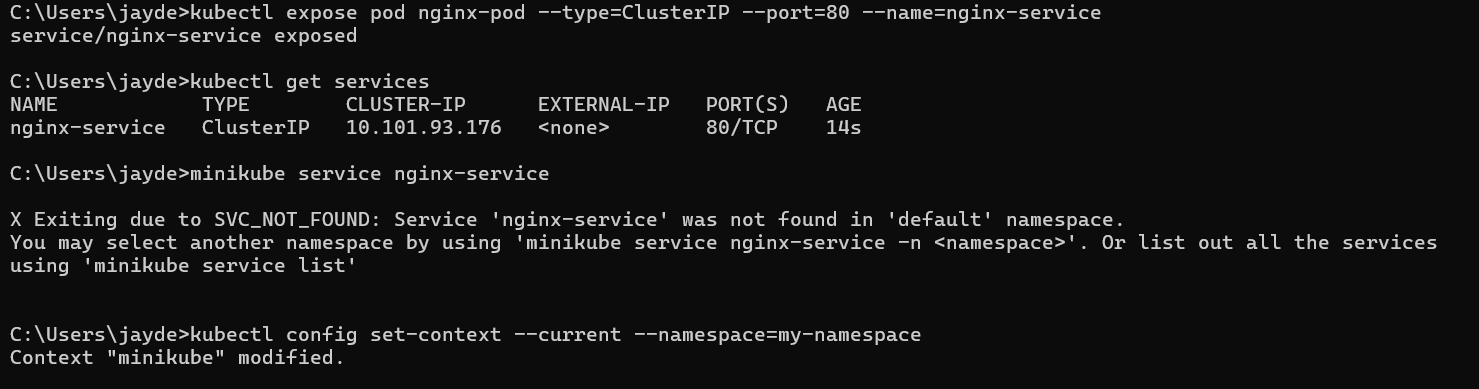 C:\Users\jayde>kubectl expose pod nginx-pod --type=ClusterIP --port=80 --name=nginx-service
service/nginx-service exposed
C:\Users\jayde>kubectl get services
NAME            TYPE        CLUSTER-IP      EXTERNAL-IP   PORT(S)   AGE
nginx-service   ClusterIP   10.101.93.176   <none>        80/TCP    14s
C:\Users\jayde>minikube service nginx-service
X Exiting due to SVC_NOT_FOUND: Service 'nginx-service' was not found in 'default' namespace.
You may select another namespace by using 'minikube service nginx-service -n <namespace>'. Or list out all the services
using 'minikube service list'
C:\Users\jayde>kubectl config set-context --current --namespace=my-namespace
Context "minikube" modified.